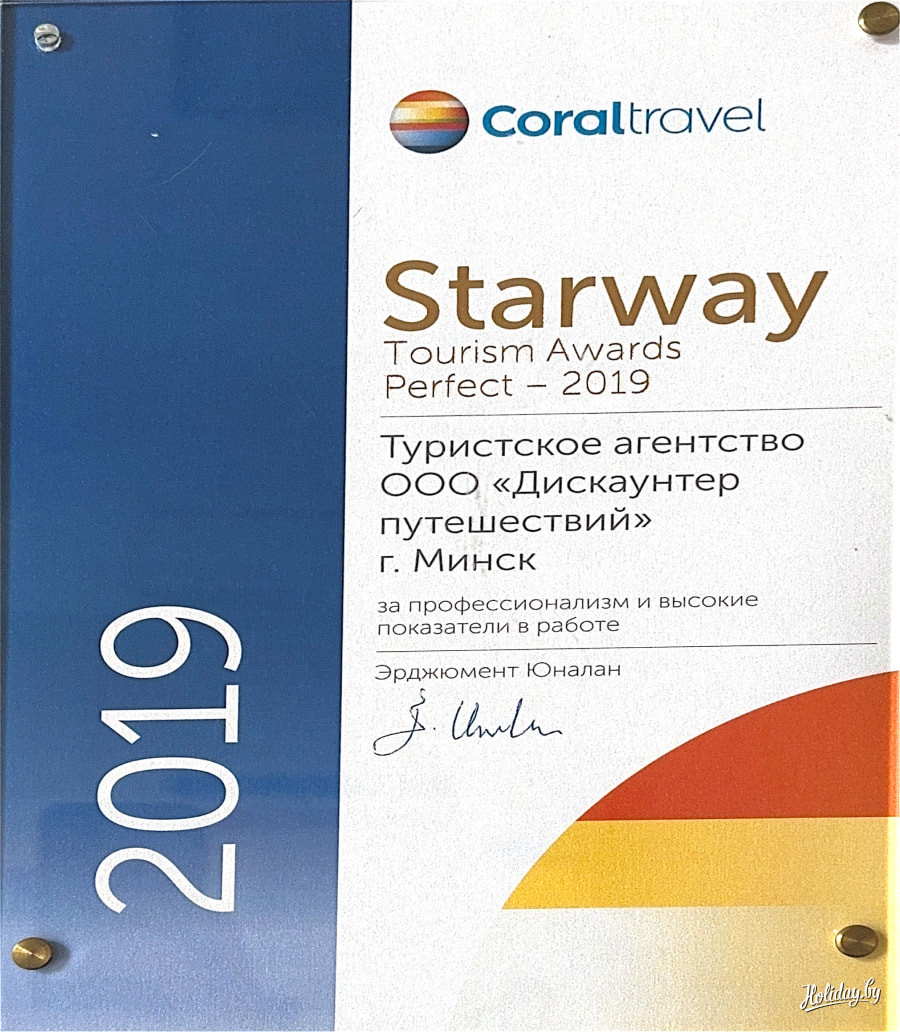 Coraltravel
Starway
Tourism Awards
Perfect – 2019
Туристское агентство
ООО «Дискаунтер
путешествий»
г. Минск
за профессионализм и высокие
показатели в работе
Эрджюмент Юналан
2019
Holiday.by